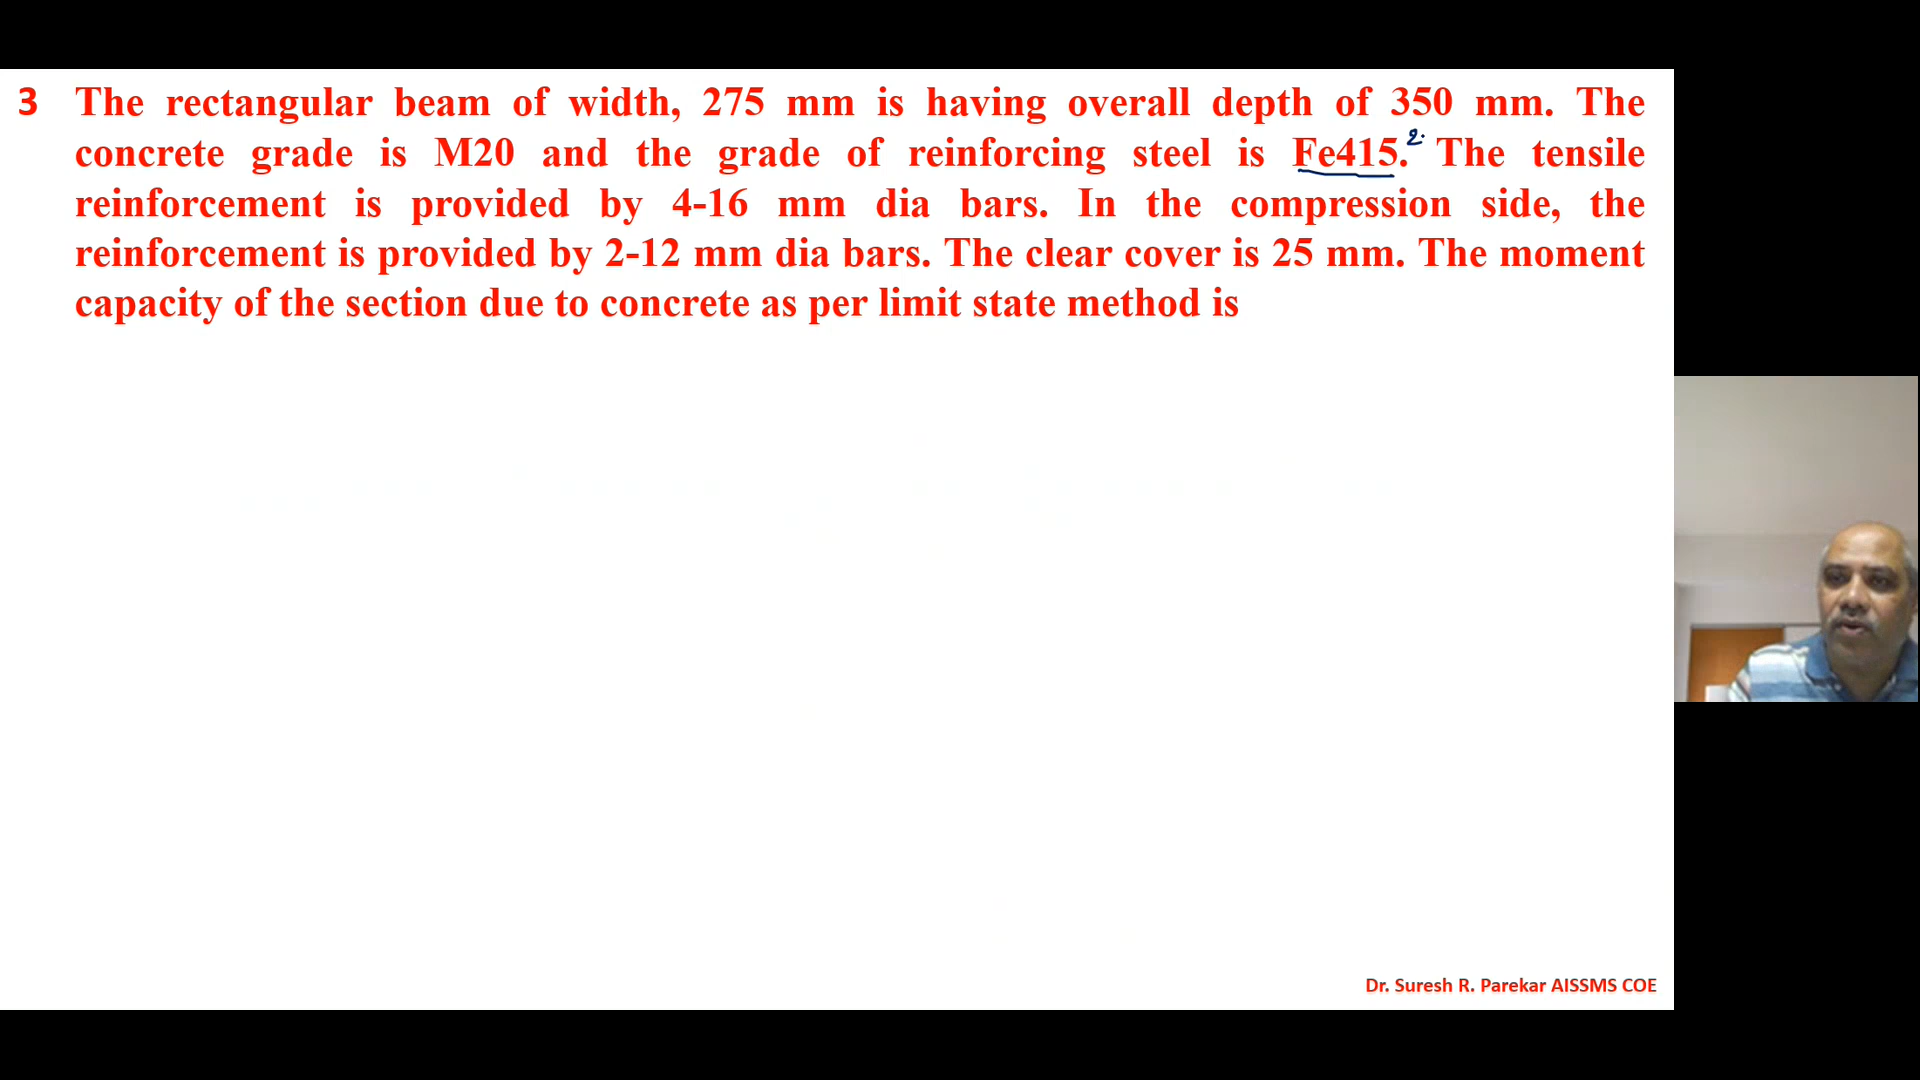 3 The rectangular beam of width, 275 mm is having overall depth of 350 mm. The
concrete grade is M20 and the grade of reinforcing steel is Fe415. The tensile
reinforcement is provided by 4-16 mm dia bars. In the compression side, the
reinforcement is provided by 2-12 mm dia bars. The clear cover is 25 mm. The moment
capacity of the section due to concrete as per limit state method is
Dr. Suresh R. Parekar AISSMS COE